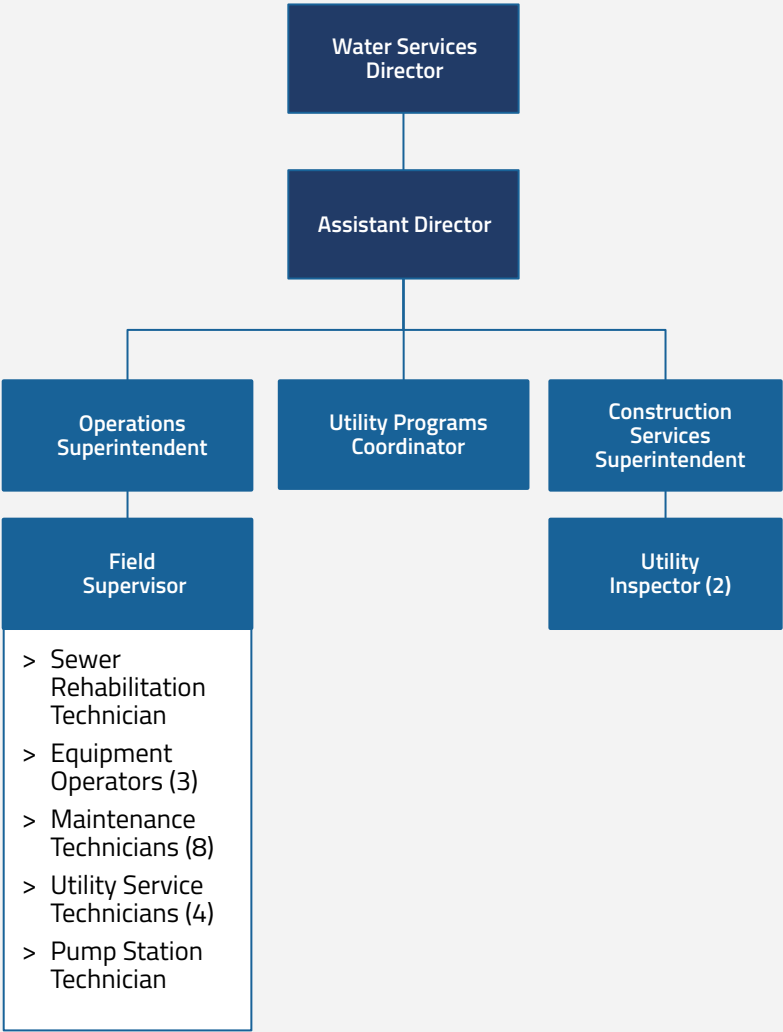 Water Services
Director
Assistant Director
Operations
Superintendent
Utility Programs
Coordinator
Construction
Services
Superintendent
Field
Supervisor
Utility
Inspector (2)
> Sewer
Rehabilitation
Technician
> Equipment
Operators (3)
> Maintenance
Technicians (8)
> Utility Service
Technicians (4)
> Pump Station
Technician